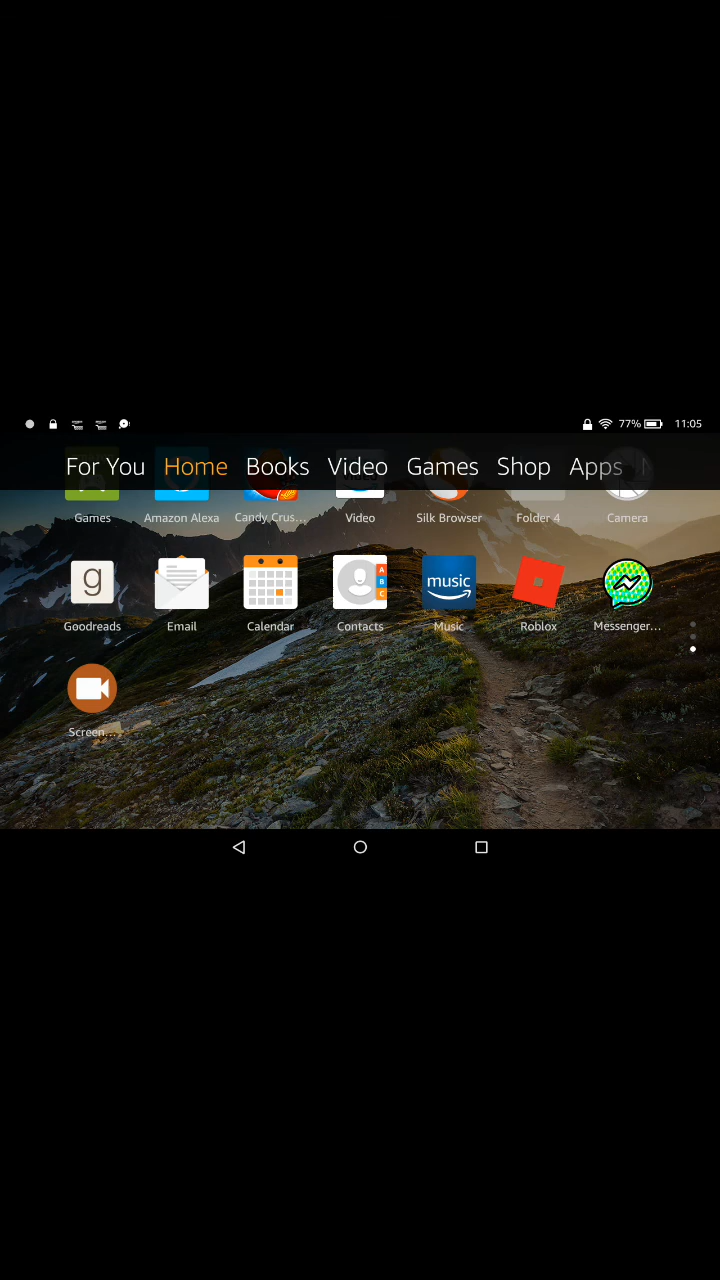 77% 11:05
For You Home Books Video Games Shop Apps
Games Amazon Alexa Candy Crus... Video Silk Browser Folder 4 Camera
g
A
B
C
music
Goodreads Email Calendar Contacts Music Roblox Messenger...
Screen...